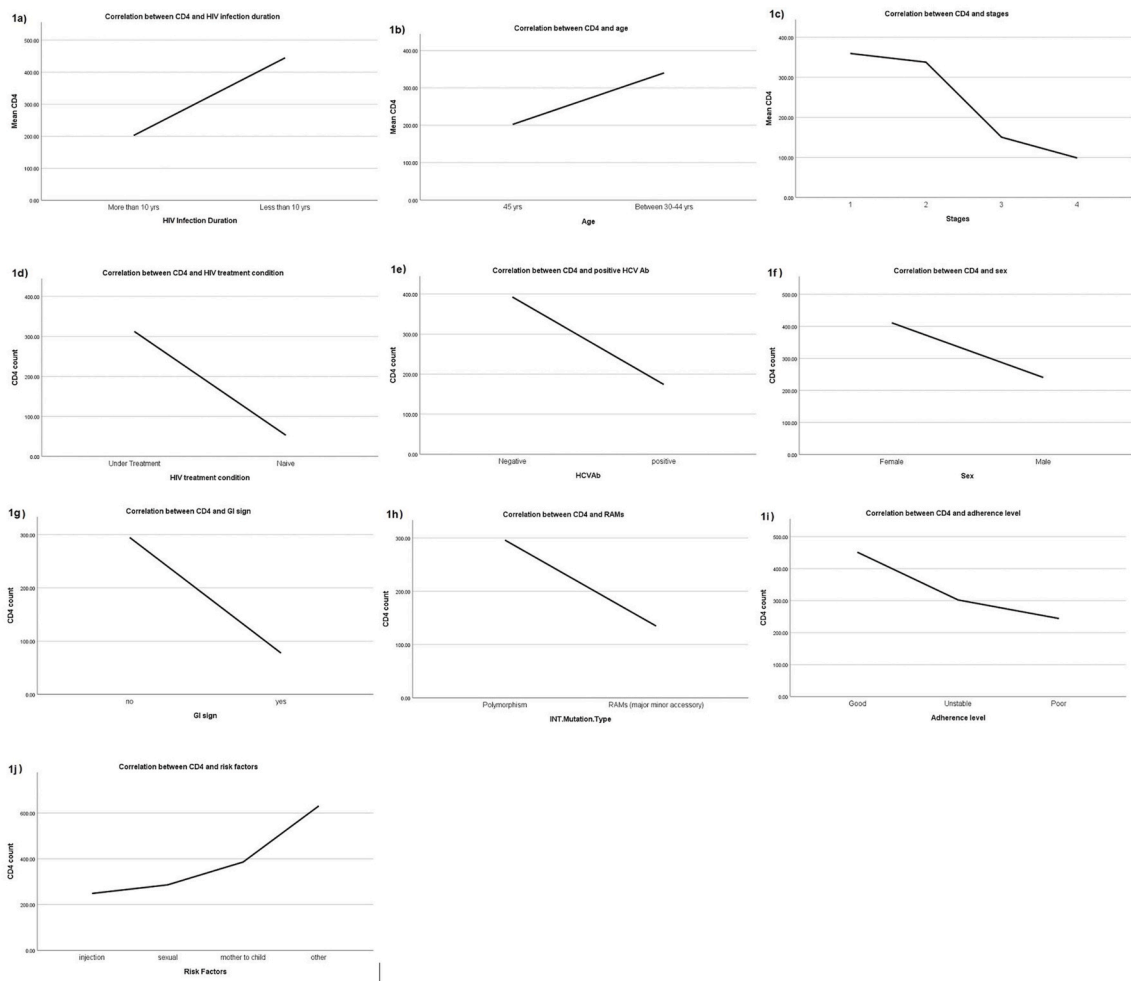 1a)
Correlation between CD4 and HIV infection duration
500.00
400.00
300.00
200.00
100.00
0.00
Mean CD4
More than 10 yrs
Less than 10 yrs
HIV Infection Duration
1b)
Correlation between CD4 and age
400.00
300.00
200.00
100.00
0.00
Mean CD4
45 yrs
Between 30-44 yrs
Age
1c)
Correlation between CD4 and stages
400.00
300.00
200.00
100.00
0.00
Mean CD4
1
2
3
4
Stages
1d)
Correlation between CD4 and HIV treatment condition
400.00
300.00
200.00
100.00
0.00
CD4 count
Under Treatment
Naive
HIV treatment condition
1e)
Correlation between CD4 and positive HCV Ab
400.00
300.00
200.00
100.00
0.00
CD4 count
Negative
positive
HCVAb
1f)
Correlation between CD4 and sex
500.00
400.00
300.00
200.00
100.00
0.00
CD4 count
Female
Male
Sex
1g)
Correlation between CD4 and GI sign
300.00
200.00
100.00
0.00
CD4 count
no
yes
GI sign
1h)
Correlation between CD4 and RAMs
300.00
200.00
100.00
0.00
CD4 count
Polymorphism
RAMs (major minor accessory)
INT.Mutation.Type
1i)
Correlation between CD4 and adherence level
500.00
400.00
300.00
200.00
100.00
0.00
CD4 count
Good
Unstable
Poor
Adherence level
1j)
Correlation between CD4 and risk factors
600.00
400.00
200.00
0.00
CD4 count
injection
sexual
mother to child
other
Risk Factors